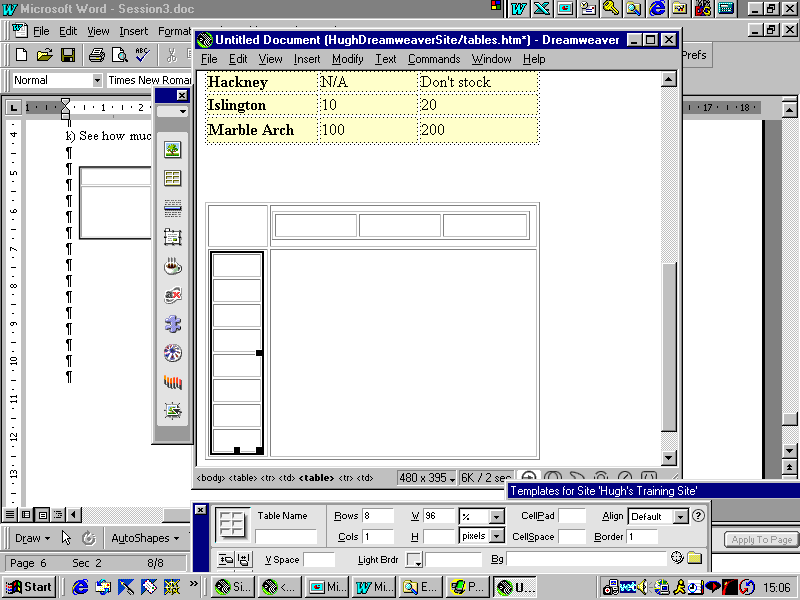 Microsoft Word - Session3.doc
File Edit View Insert Format
Normal Times New Roman
Prefs
k) See how much
Untitled Document (HughDreamweaverSite/tables.htm*) - Dreamweaver
File Edit View Insert Modify Text Commands Window Help
Hackney N/A Don't stock
Islington 10 20
Marble Arch 100 200
<body> <table> <tr> <td> <table> <tr> <td> 480 x 395 6K / 2 sec
Templates for Site 'Hugh's Training Site'
Table Name Rows 8 W 96 % CellPad Align Default
Cols 1 H pixels CellSpace Border 1
V Space Light Brdr Bg
Apply To Page
Draw AutoShapes
Page 6 Sec 2 8/8
Start Si... <... Mi... Mi... E... P... U... 15:06